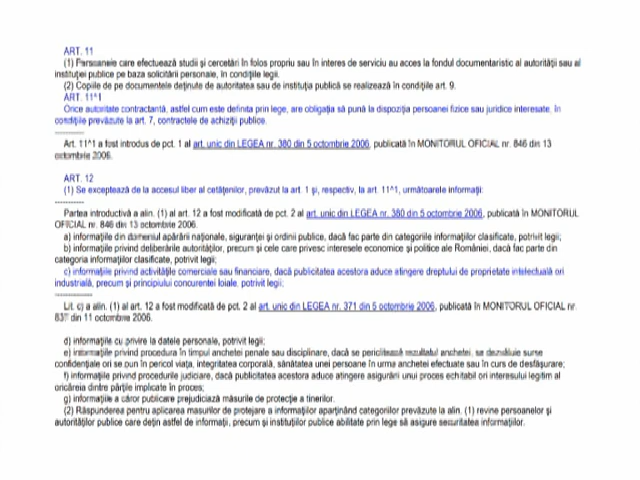 ART. 11
(1) Persoanele care efectuează studii şi cercetări în folos propriu sau în interes de serviciu au acces la fondul documentaristic al autorităţii sau al
instituţiei publice pe baza solicitării personale, în condiţiile legii.
(2) Copiile de pe documentele deţinute de autoritatea sau de instituţia publică se realizează în condiţiile art. 9.
ART. 11^1
Orice autoritate contractantă, astfel cum este definita prin lege, are obligaţia să pună la dispoziţia persoanei fizice sau juridice interesate, în
condiţiile prevăzute la art. 7, contractele de achiziţii publice.
----------
Art. 11^1 a fost introdus de pct. 1 al art. unic din LEGEA nr. 380 din 5 octombrie 2006, publicată în MONITORUL OFICIAL nr. 846 din 13
octombrie 2006.
ART. 12
(1) Se exceptează de la accesul liber al cetăţenilor, prevăzut la art. 1 şi, respectiv, la art. 11^1, următoarele informaţii:
----------
Partea introductivă a alin. (1) al art. 12 a fost modificată de pct. 2 al art. unic din LEGEA nr. 380 din 5 octombrie 2006, publicată în MONITORUL
OFICIAL nr. 846 din 13 octombrie 2006.
a) informaţiile din domeniul apărării naţionale, siguranţei şi ordinii publice, dacă fac parte din categoriile informaţiilor clasificate, potrivit legii;
b) informaţiile privind deliberările autorităţilor, precum şi cele care privesc interesele economice şi politice ale României, dacă fac parte din
categoria informaţiilor clasificate, potrivit legii;
c) informaţiile privind activităţile comerciale sau financiare, dacă publicitatea acestora aduce atingere dreptului de proprietate intelectuală ori
industrială, precum şi principiului concurenţei loiale, potrivit legii;
----------
Lit. c) a alin. (1) al art. 12 a fost modificată de pct. 2 al art. unic din LEGEA nr. 371 din 5 octombrie 2006, publicată în MONITORUL OFICIAL nr.
837 din 11 octombrie 2006.
d) informaţiile cu privire la datele personale, potrivit legii;
e) informaţiile privind procedura în timpul anchetei penale sau disciplinare, dacă se periclitează rezultatul anchetei, se dezvăluie surse
confidenţiale ori se pun în pericol viaţa, integritatea corporală, sănătatea unei persoane în urma anchetei efectuate sau în curs de desfăşurare;
f) informaţiile privind procedurile judiciare, dacă publicitatea acestora aduce atingere asigurării unui proces echitabil ori interesului legitim al
oricăreia dintre părţile implicate în proces;
g) informaţiile a căror publicare prejudiciază măsurile de protecţie a tinerilor.
(2) Răspunderea pentru aplicarea masurilor de protejare a informaţiilor aparţinând categoriilor prevăzute la alin. (1) revine persoanelor şi
autorităţilor publice care deţin astfel de informaţii, precum şi instituţiilor publice abilitate prin lege să asigure securitatea informaţiilor.